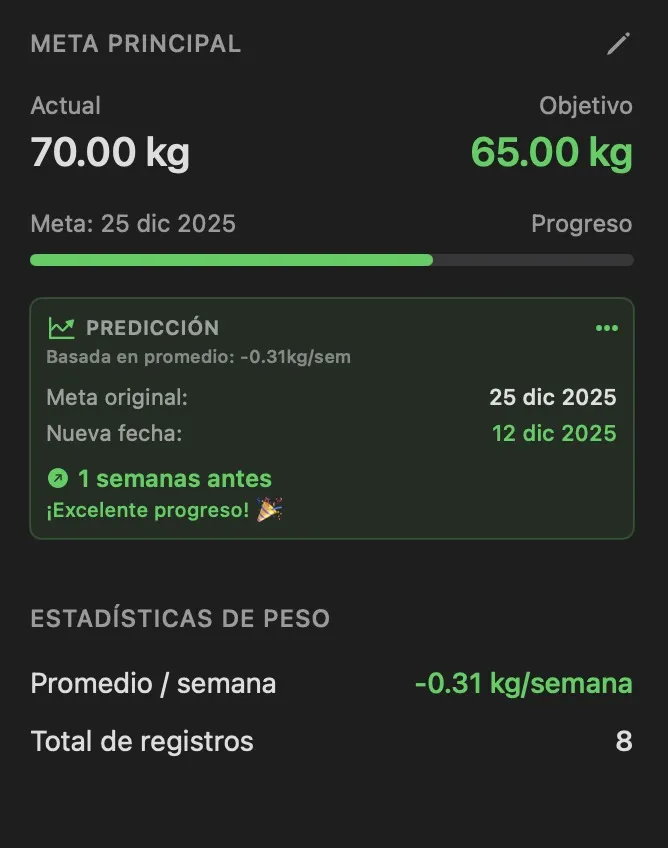 META PRINCIPAL
Actual Objetivo
70.00 kg 65.00 kg
Meta: 25 dic 2025 Progreso
PREDICCIÓN
Basada en promedio: -0.31kg/sem
Meta original: 25 dic 2025
Nueva fecha: 12 dic 2025
1 semanas antes
¡Excelente progreso! 🎉
ESTADÍSTICAS DE PESO
Promedio / semana -0.31 kg/semana
Total de registros 8